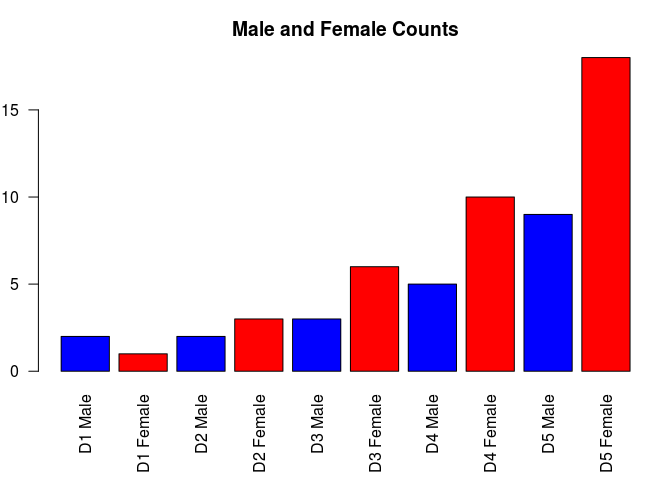 Male and Female Counts
15
10
5
0
D1 Male
D1 Female
D2 Male
D2 Female
D3 Male
D3 Female
D4 Male
D4 Female
D5 Male
D5 Female